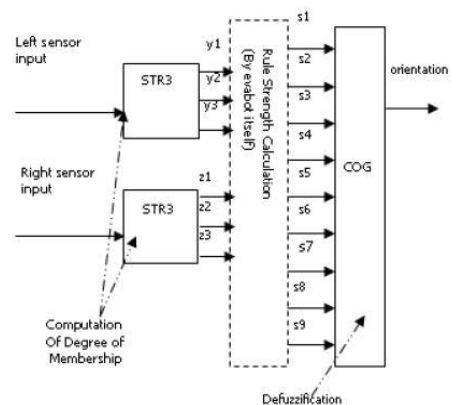 Left sensor
input
STR3
y1
y2
y3
Right sensor
input
STR3
z1
z2
z3
Computation
Of Degree of
Membership
Rule Strength Calculation
(By evabot itself)
s1
s2
s3
s4
s5
s6
s7
s8
s9
COG
orientation
Defuzzification